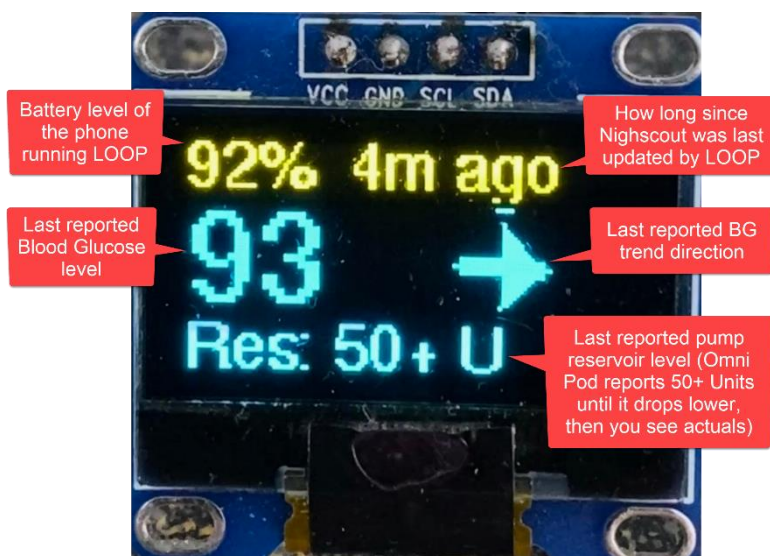 VCC GND SCL SDA
Battery level of
the phone
running LOOP
92% 4m ago
How long since
Nighscout was last
updated by LOOP
Last reported
Blood Glucose
level
93
Last reported BG
trend direction
Res: 50+ U
Last reported pump
reservoir level (Omni
Pod reports 50+ Units
until it drops lower,
then you see actuals)